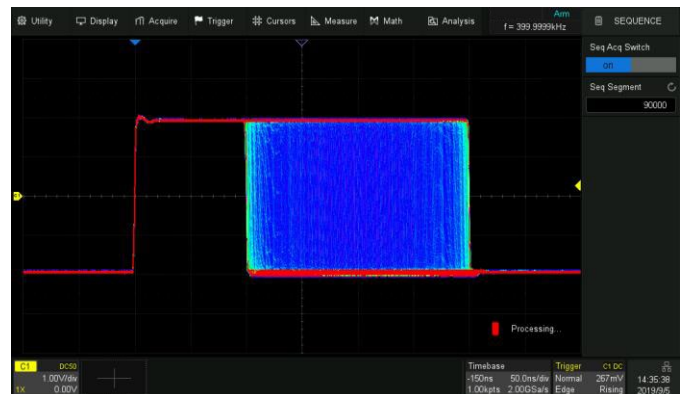 Utility Display Acquire Trigger Cursors Measure Math Analysis
Arm
f = 399.9999kHz
SEQUENCE
Seq Acq Switch
on
Seq Segment
90000
Processing...
C1 DC50
1.00V/div
1X 0.00V
Timebase
-150ns 50.0ns/div
1.00kpts 2.00GSa/s
Trigger C1 DC
Normal 267mV
Edge Rising
14:35:38
2019/9/5